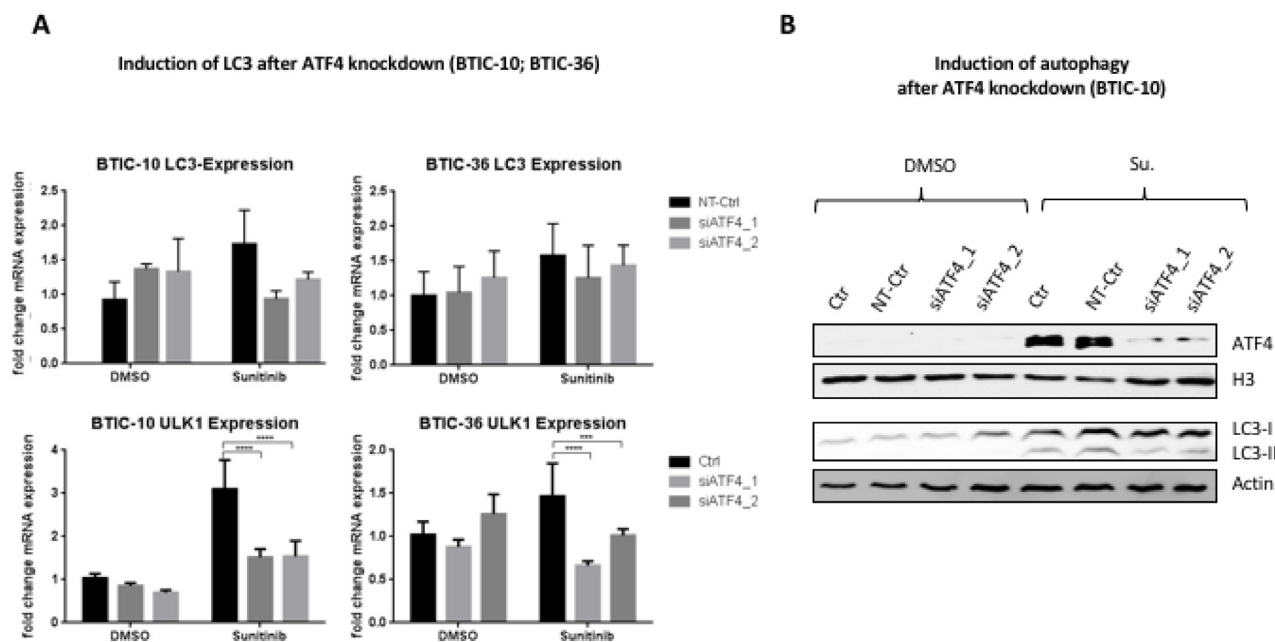 A
Induction of LC3 after ATF4 knockdown (BTIC-10; BTIC-36)
BTIC-10 LC3-Expression
fold change mRNA expression
2.5
2.0
1.5
1.0
0.5
0.0
DMSO
Sunitinib
BTIC-36 LC3 Expression
fold change mRNA expression
2.5
2.0
1.5
1.0
0.5
0.0
DMSO
Sunitinib
NT-Ctrl
siATF4_1
siATF4_2
BTIC-10 ULK1 Expression
fold change mRNA expression
4
3
2
1
0
****
****
DMSO
Sunitinib
BTIC-36 ULK1 Expression
fold change mRNA expression
2.0
1.5
1.0
0.5
0.0
***
****
DMSO
Sunitinib
Ctrl
siATF4_1
siATF4_2
B
Induction of autophagy
after ATF4 knockdown (BTIC-10)
DMSO
Su.
Ctr
NT-Ctr
siATF4_1
siATF4_2
Ctr
NT-Ctr
siATF4_1
siATF4_2
ATF4
H3
LC3-I
LC3-II
Actin